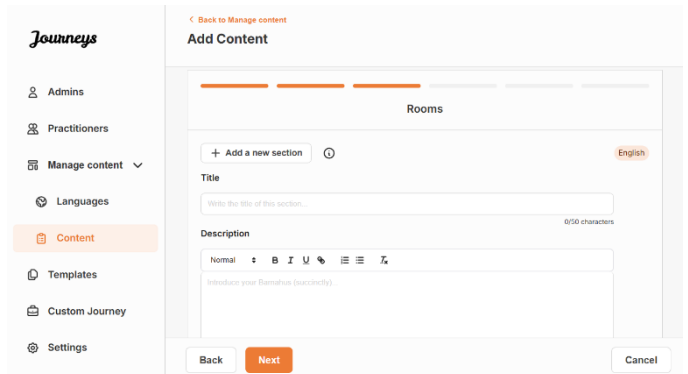 Journeys
Admins
Practitioners
Manage content
Languages
Content
Templates
Custom Journey
Settings
Back to Manage content
Add Content
Rooms
+ Add a new section
English
Title
Write the title of this section...
0/50 characters
Description
Normal B I U
Introduce your Bamahua (succinctly).
Back Next Cancel